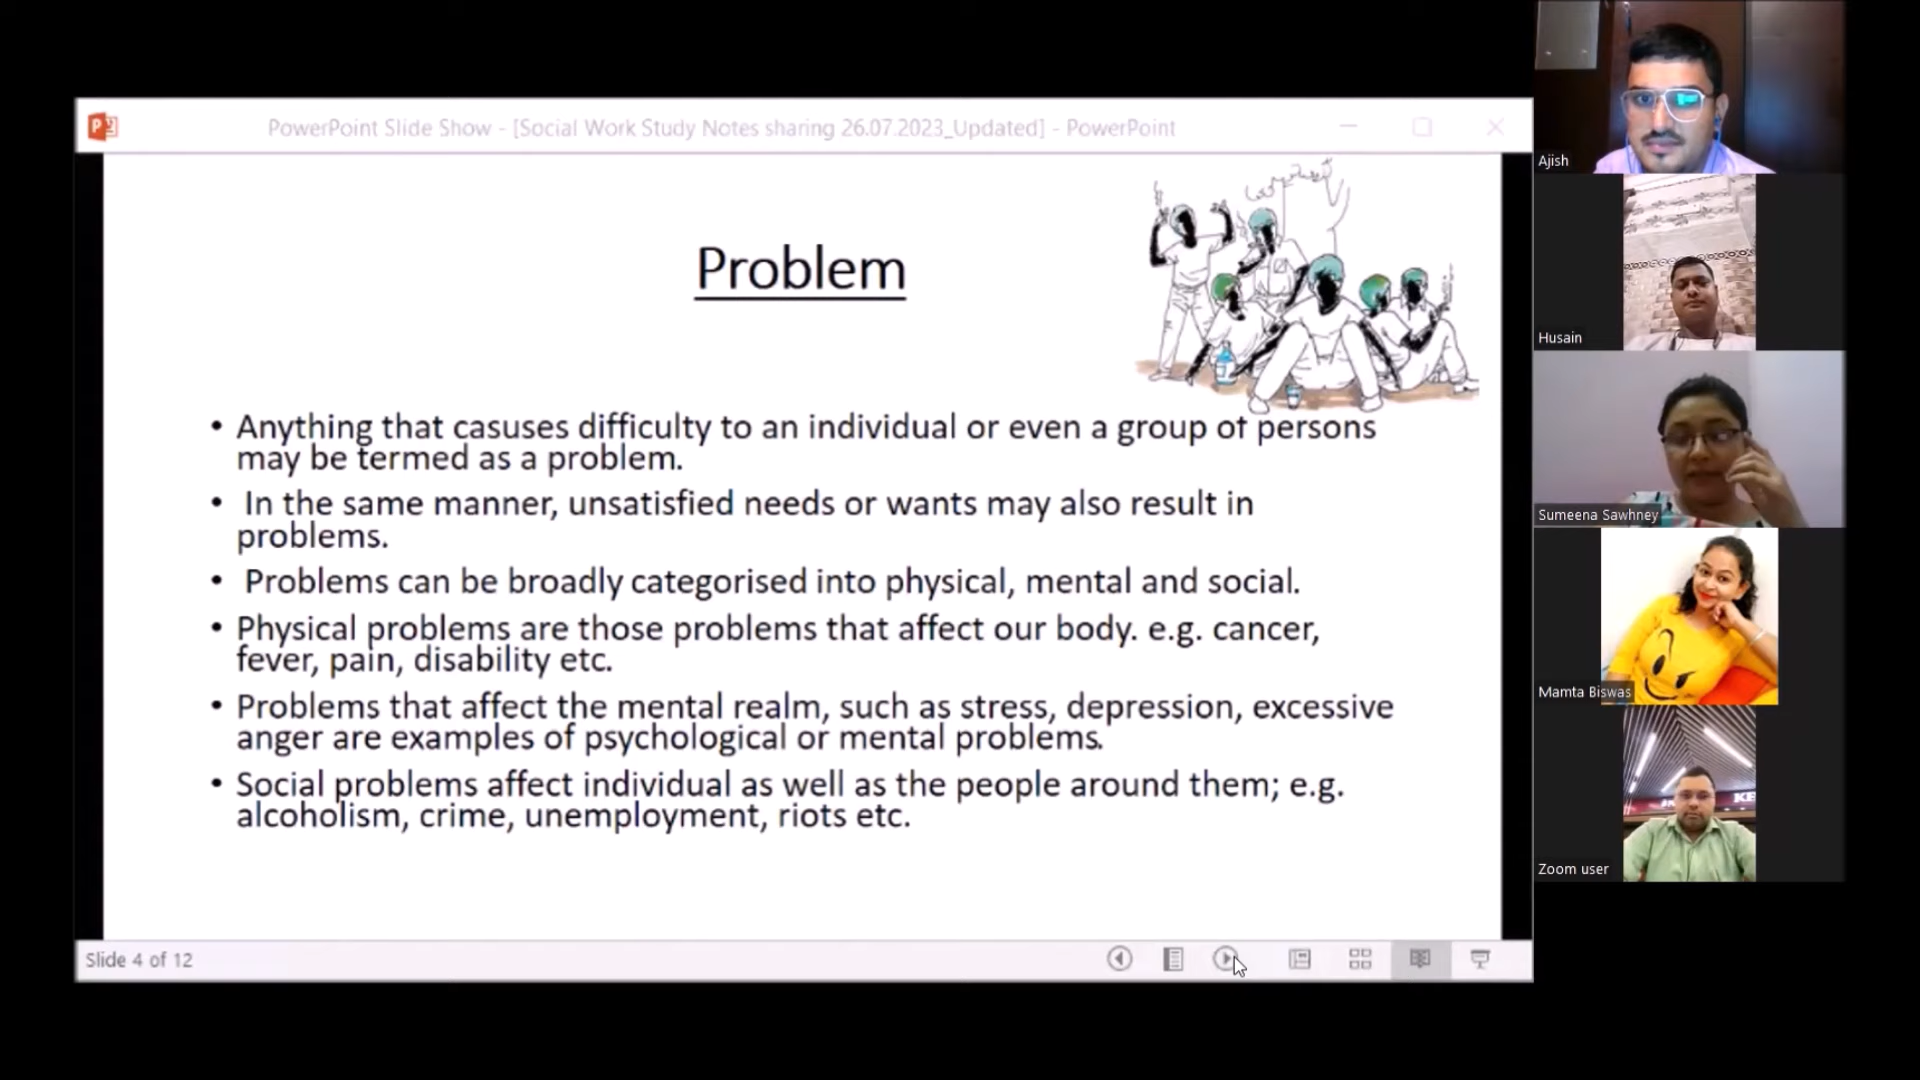 PowerPoint Slide Show - [Social Work Study Notes sharing 26.07.2023_Updated] - PowerPoint
Problem
• Anything that casuses difficulty to an individual or even a group of persons
may be termed as a problem.
• In the same manner, unsatisfied needs or wants may also result in
problems.
• Problems can be broadly categorised into physical, mental and social.
• Physical problems are those problems that affect our body. e.g. cancer,
fever, pain, disability etc.
• Problems that affect the mental realm, such as stress, depression, excessive
anger are examples of psychological or mental problems.
• Social problems affect individual as well as the people around them; e.g.
alcoholism, crime, unemployment, riots etc.
Slide 4 of 12
Ajish
Husain
Sumeena Sawhney
Mamta Biswas
Zoom user